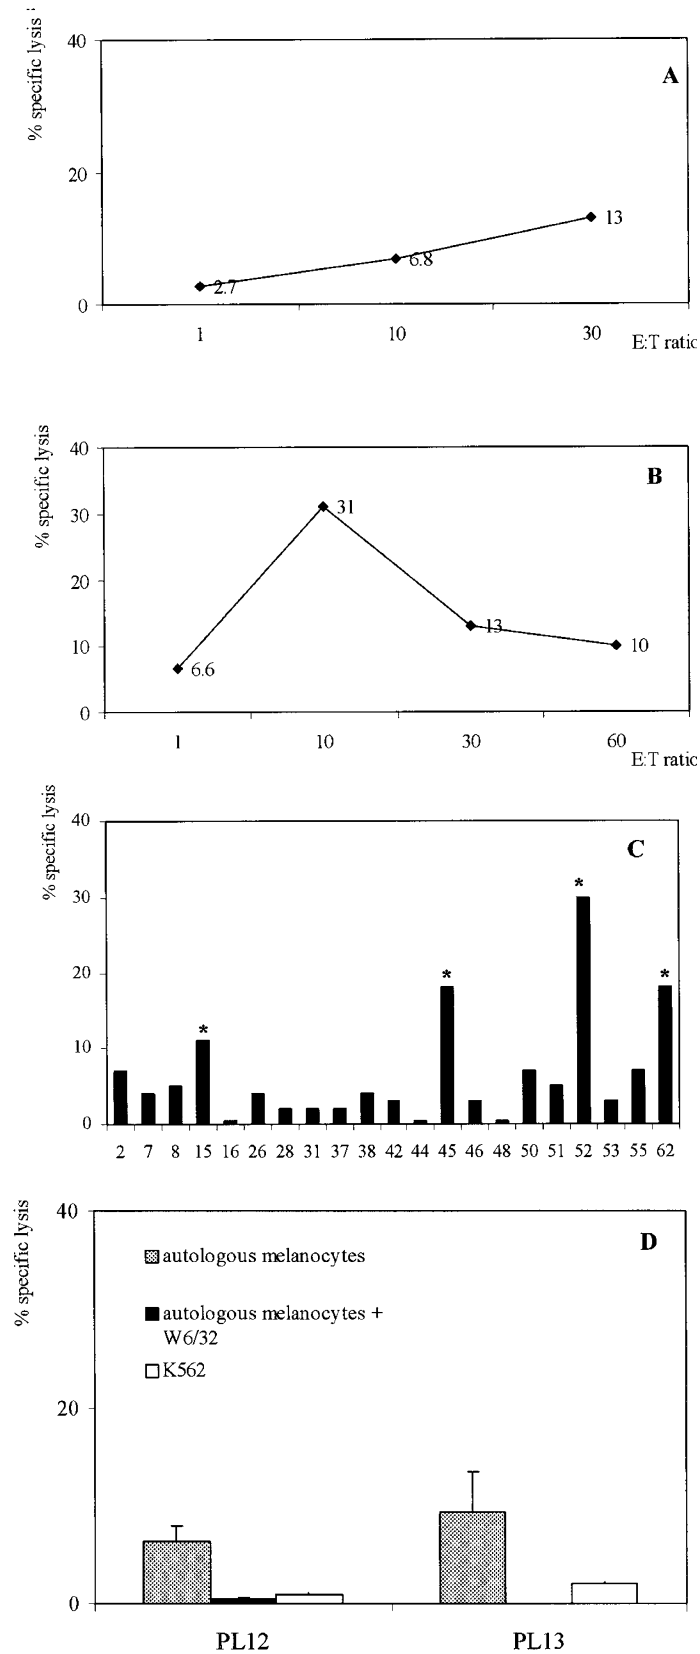 % specific lysis
40
A
20
13
6.8
2.7
0
1 10 30
E:T ratio
% specific lysis
40
B
30
31
20
13
10
10
6.6
0
1 10 30 60
E:T ratio
% specific lysis
40
C
30
*
20
* *
*
10
0
2 7 8 15 16 26 28 31 37 38 42 44 45 46 48 50 51 52 53 55 62
% specific lysis
40
D
autologous melanocytes
autologous melanocytes +
W6/32
K562
20
0
PL12 PL13